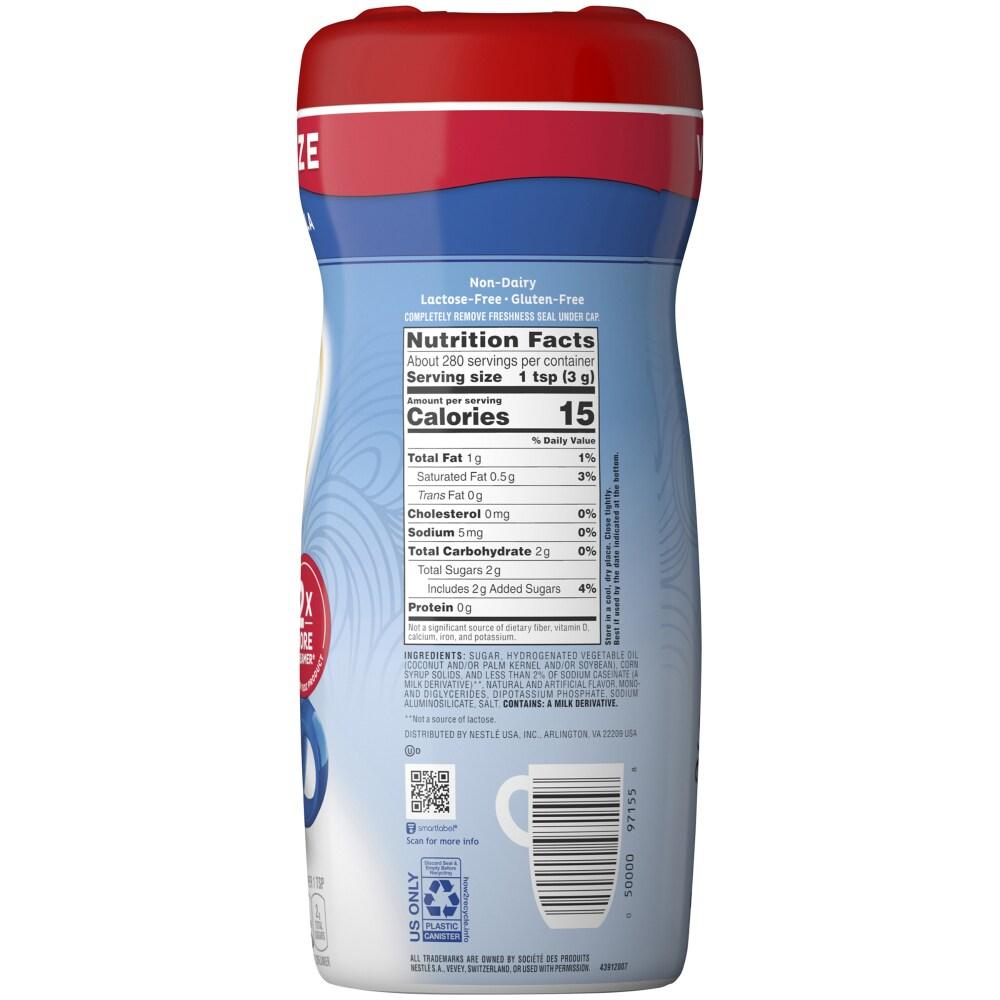 ZE
Non-Dairy
Lactose-Free • Gluten-Free
COMPLETELY REMOVE FRESHNESS SEAL UNDER CAP.
Nutrition Facts
About 280 servings per container
Serving size 1 tsp (3 g)
Amount per serving
Calories 15
% Daily Value
Total Fat 1g 1%
Saturated Fat 0.5g 3%
Trans Fat 0g
Cholesterol 0mg 0%
Sodium 5mg 0%
Total Carbohydrate 2g 0%
Total Sugars 2g
Includes 2g Added Sugars 4%
Protein 0g
Not a significant source of dietary fiber, vitamin D,
calcium, iron, and potassium.
Store in a cool, dry place. Close tightly.
Best if used by the date indicated at the bottom.
INGREDIENTS: SUGAR, HYDROGENATED VEGETABLE OIL
(COCONUT AND/OR PALM KERNEL AND/OR SOYBEAN), CORN
SYRUP SOLIDS, AND LESS THAN 2% OF SODIUM CASEINATE (A
MILK DERIVATIVE)**, NATURAL AND ARTIFICIAL FLAVOR, MONO-
AND DIGLYCERIDES, DIPOTASSIUM PHOSPHATE, SODIUM
ALUMINOSILICATE, SALT. CONTAINS: A MILK DERIVATIVE.
**Not a source of lactose.
DISTRIBUTED BY NESTLÉ USA, INC., ARLINGTON, VA 22209 USA
Ⓤ D
smartlabel®
Scan for more info
US ONLY
Discard Seal &
Empty Before
Recycling
PLASTIC
CANISTER
how2recycle.info
0 50000 97155 8
X
ORE
PRODUCT
1 TSP
ALL TRADEMARKS ARE OWNED BY SOCIÉTÉ DES PRODUITS
NESTLÉ S.A., VEVEY, SWITZERLAND, OR USED WITH PERMISSION. 43912807